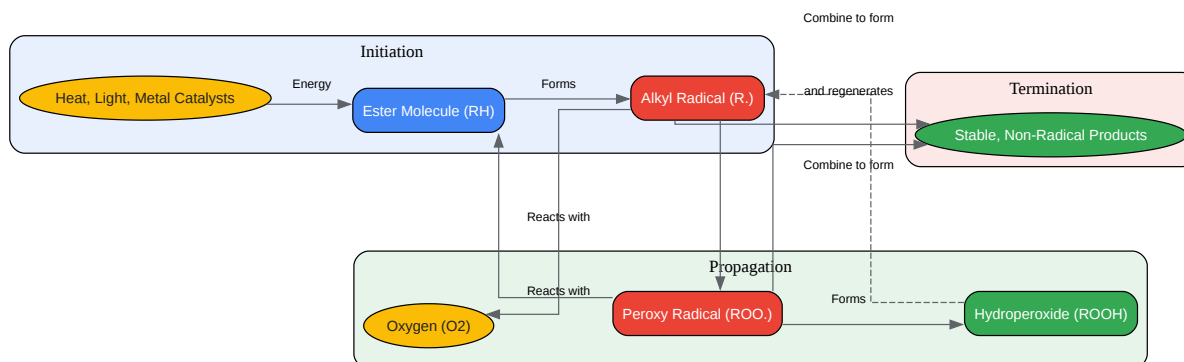 Combine to form
Initiation
Heat, Light, Metal Catalysts
Energy
Ester Molecule (RH)
Forms
Alkyl Radical (R.)
and regenerates
Termination
Stable, Non-Radical Products
Combine to form
Reacts with
Propagation
Reacts with
Oxygen (O2)
Peroxy Radical (ROO.)
Forms
Hydroperoxide (ROOH)